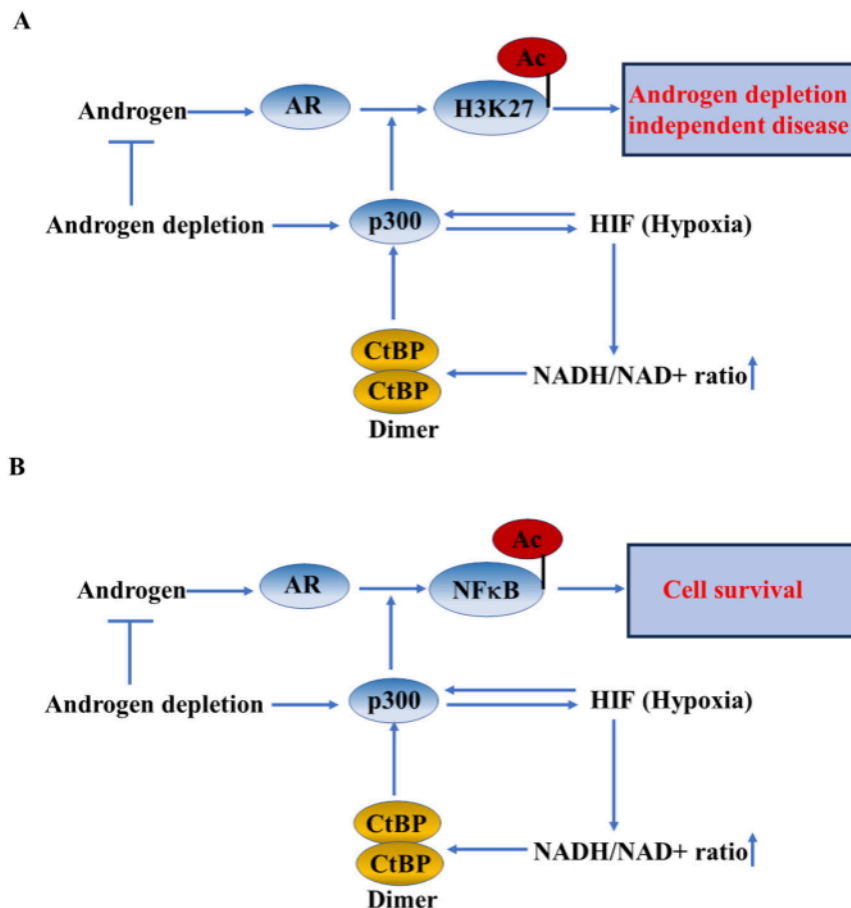 A
Ac
Androgen
AR
H3K27
Androgen depletion
independent disease
Androgen depletion
p300
HIF (Hypoxia)
CtBP
CtBP
NADH/NAD+ ratio
Dimer
B
Ac
Androgen
AR
NFκB
Cell survival
Androgen depletion
p300
HIF (Hypoxia)
CtBP
CtBP
NADH/NAD+ ratio
Dimer